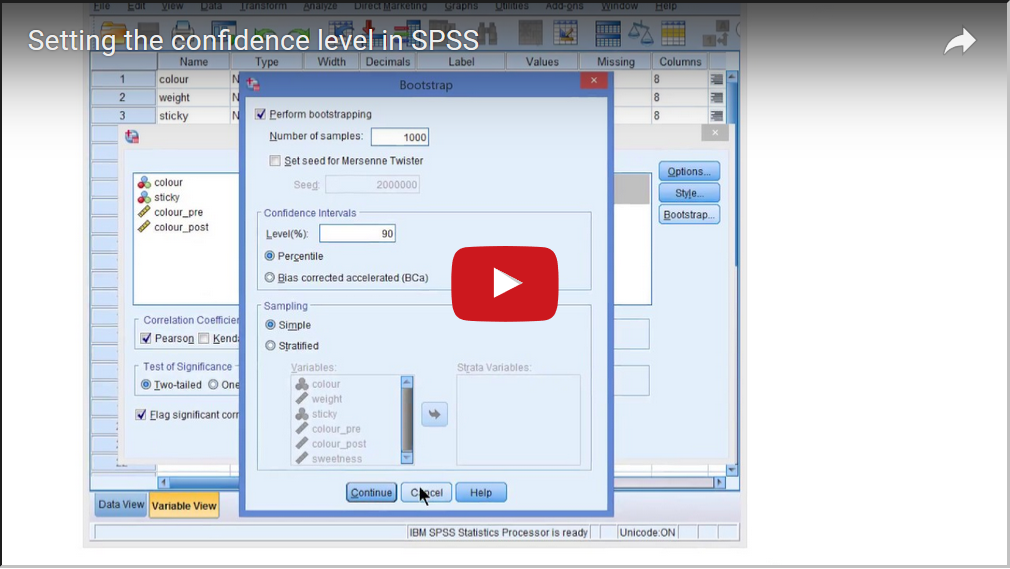 File Edit View Data Transform Analyze Direct Marketing Graphs Utilities Add-ons Window Help
Setting the confidence level in SPSS
Name Type Width Decimals Label Values Missing Columns
1 colour N 8
2 weight N 8
3 sticky N 8
Bootstrap
Perform bootstrapping
Number of samples: 1000
Set seed for Mersenne Twister
Seed: 2000000
Confidence Intervals
Level(%): 90
Percentile
Bias corrected accelerated (BCa)
Sampling
Simple
Stratified
Variables:
colour
weight
sticky
colour_pre
colour_post
sweetness
Strata Variables:
Continue Cancel Help
colour
sticky
colour_pre
colour_post
Options...
Style...
Bootstrap...
Correlation Coefficie
Pearson Kend
Test of Significance
Two-tailed One
Flag significant corr
Data View Variable View
IBM SPSS Statistics Processor is ready Unicode:ON